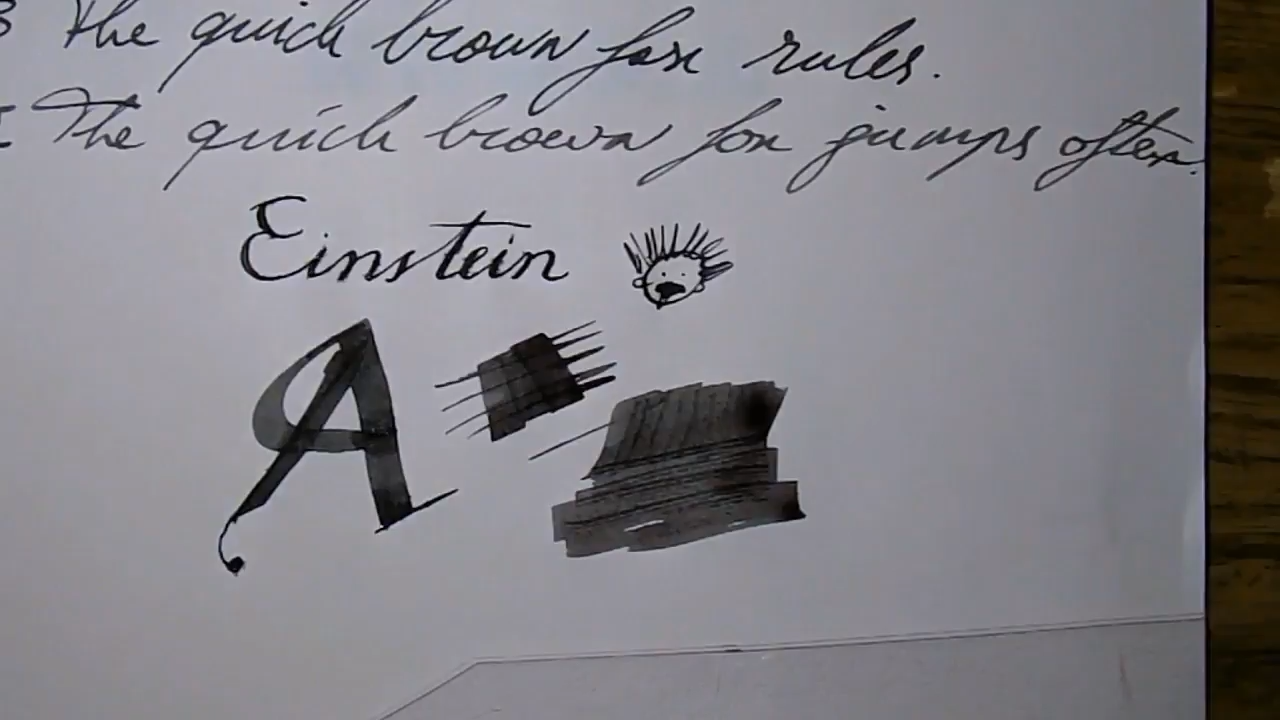 The quick brown fox rules.
The quick brown fox jumps often.
Einstein
A